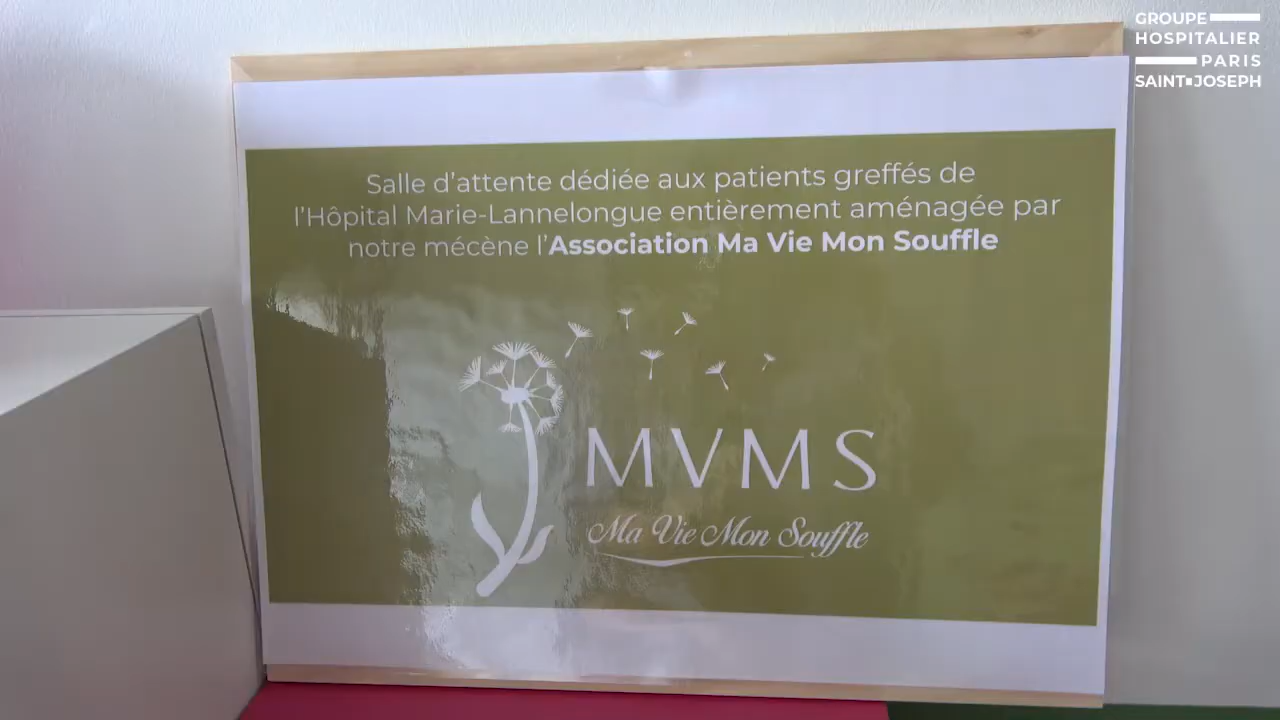 GROUPE
HOSPITALIER
PARIS
SAINT JOSEPH
Salle d'attente dédiée aux patients greffés de
l'Hôpital Marie-Lannelongue entièrement aménagée par
notre mécène l'Association Ma Vie Mon Souffle
MVMS
Ma Vie Mon Souffle